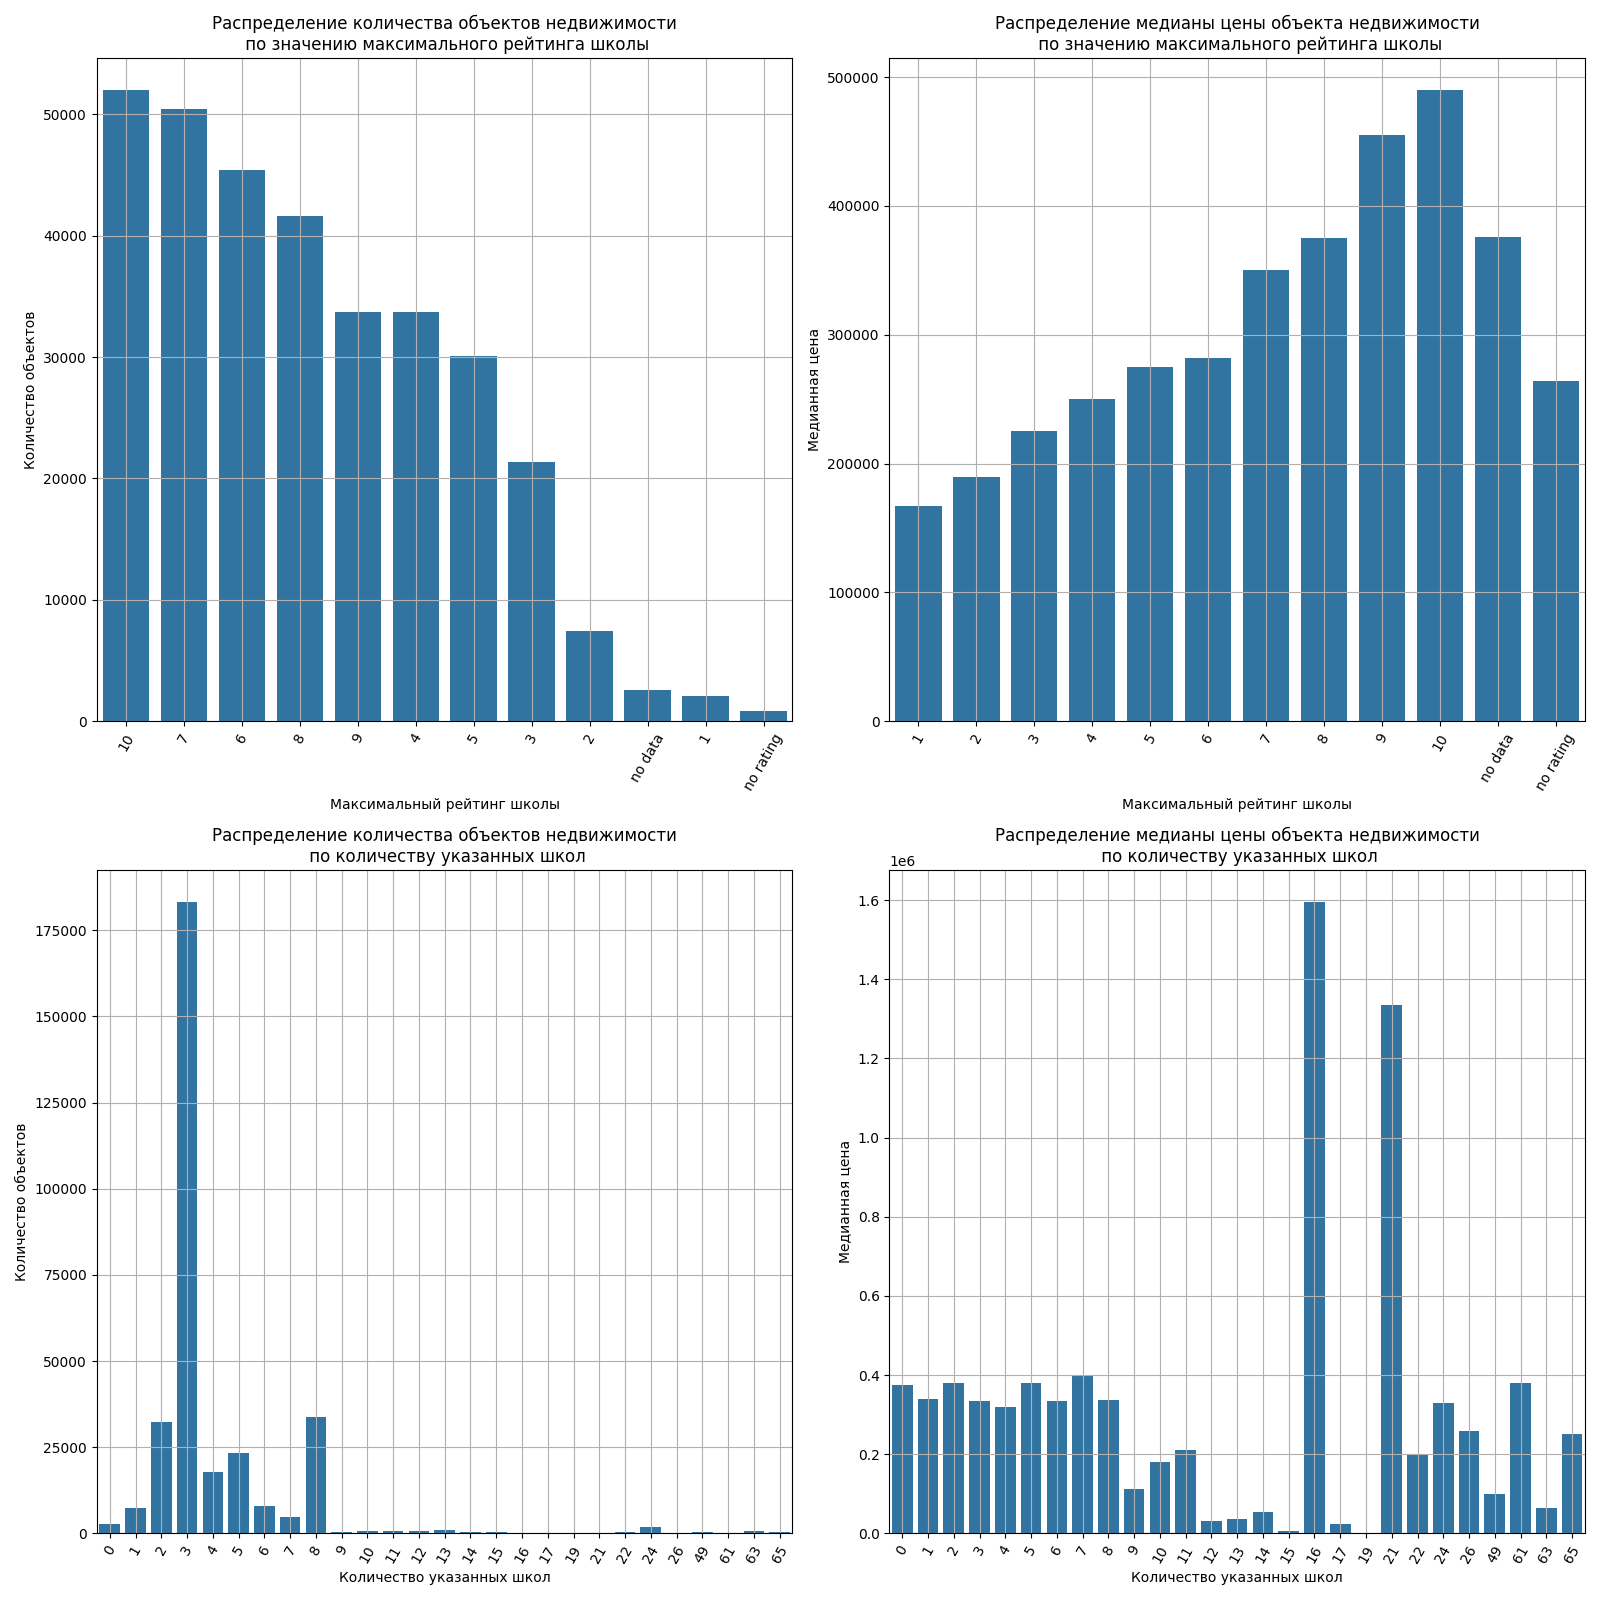 Распределение количества объектов недвижимости
по значению максимального рейтинга школы
50000
40000
30000
20000
10000
0
Количество объектов
10 7 6 8 9 4 5 3 2 no data 1 no rating
Максимальный рейтинг школы
Распределение медианы цены объекта недвижимости
по значению максимального рейтинга школы
500000
400000
300000
200000
100000
0
Медианная цена
1 2 3 4 5 6 7 8 9 10 no data no rating
Максимальный рейтинг школы
Распределение количества объектов недвижимости
по количеству указанных школ
175000
150000
125000
100000
75000
50000
25000
0
Количество объектов
0 1 2 3 4 5 6 7 8 9 10 11 12 13 14 15 16 17 19 21 22 24 26 49 61 63 65
Количество указанных школ
Распределение медианы цены объекта недвижимости
по количеству указанных школ
1e6
1.6
1.4
1.2
1.0
0.8
0.6
0.4
0.2
0.0
Медианная цена
0 1 2 3 4 5 6 7 8 9 10 11 12 13 14 15 16 17 19 21 22 24 26 49 61 63 65
Количество указанных школ